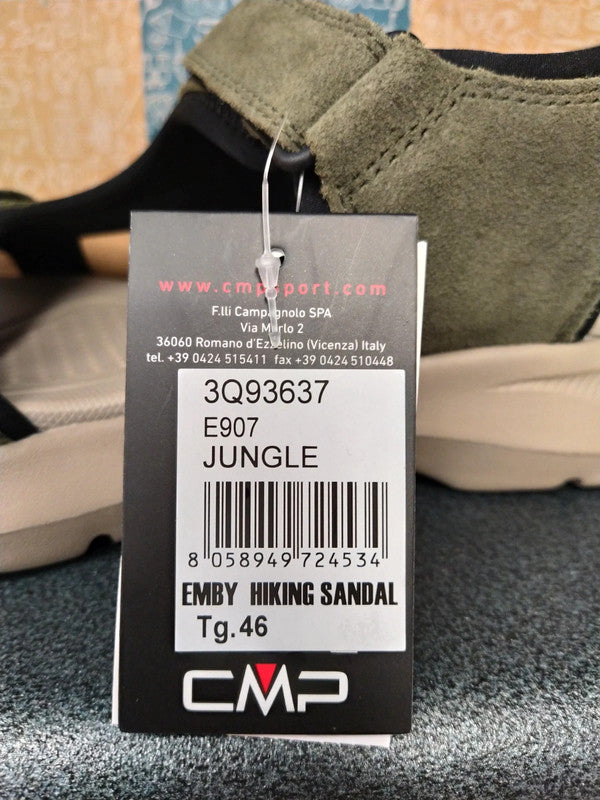 www.cmpsport.com
F.lli Campagnolo SPA
Via Merlo 2
36060 Romano d'Ezzelino (Vicenza) Italy
tel. +39 0424 515411 fax +39 0424 510448
3Q93637
E907
JUNGLE
8 058949 724534
EMBY HIKING SANDAL
Tg. 46
CMP